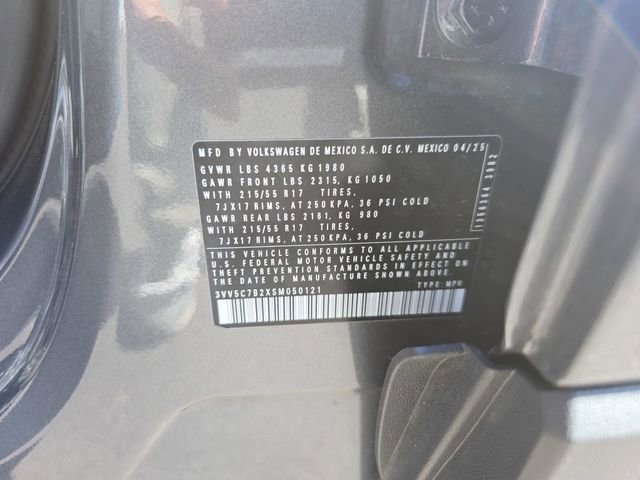 MFD BY VOLKSWAGEN DE MEXICO S.A. DE C.V. MEXICO 04/25
GVWR LBS 4365 KG 1980
GAWR FRONT LBS 2315, KG 1050
WITH 215/55 R17 TIRES,
7JX17 RIMS, AT 250 KPA, 36 PSI COLD
GAWR REAR LBS 2161, KG 980
WITH 215/55 R17 TIRES,
7JX17 RIMS, AT 250 KPA, 36 PSI COLD
THIS VEHICLE CONFORMS TO ALL APPLICABLE
U.S. FEDERAL MOTOR VEHICLE SAFETY AND
THEFT PREVENTION STANDARDS IN EFFECT ON
THE DATE OF MANUFACTURE SHOWN ABOVE
3VV5C7B2XSM050121
TYPE: MPV